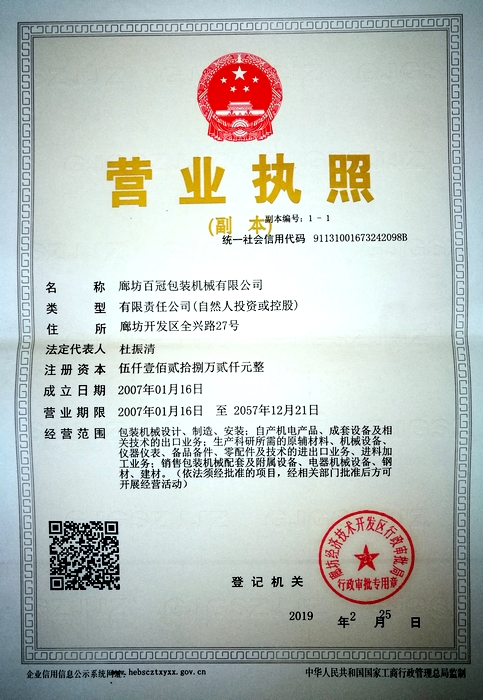 营业执照
(副 本)
副本编号：1-1
统一社会信用代码 91131001673242098B
名称 廊坊百冠包装机械有限公司
类型 有限责任公司(自然人投资或控股)
住所 廊坊开发区全兴路27号
法定代表人 杜振清
注册资本 伍仟壹佰贰拾捌万贰仟元整
成立日期 2007年01月16日
营业期限 2007年01月16日 至 2057年12月21日
经营范围 包装机械设计、制造、安装；自产机电产品、成套设备及相
关技术的出口业务；生产科研所需的原辅材料、机械设备、
仪器仪表、备品备件、零配件及技术的进出口业务、进料加
工业务；销售包装机械配套及附属设备、电器机械设备、钢
材、建材。（依法须经批准的项目，经相关部门批准后方可
开展经营活动）
廊坊经济技术开发区行政审批局
行政审批专用章
登记机关
2019 年 2 月 25 日
企业信用信息公示系统网址：www.hebscztxyxx.gov.cn
中华人民共和国国家工商行政管理总局监制